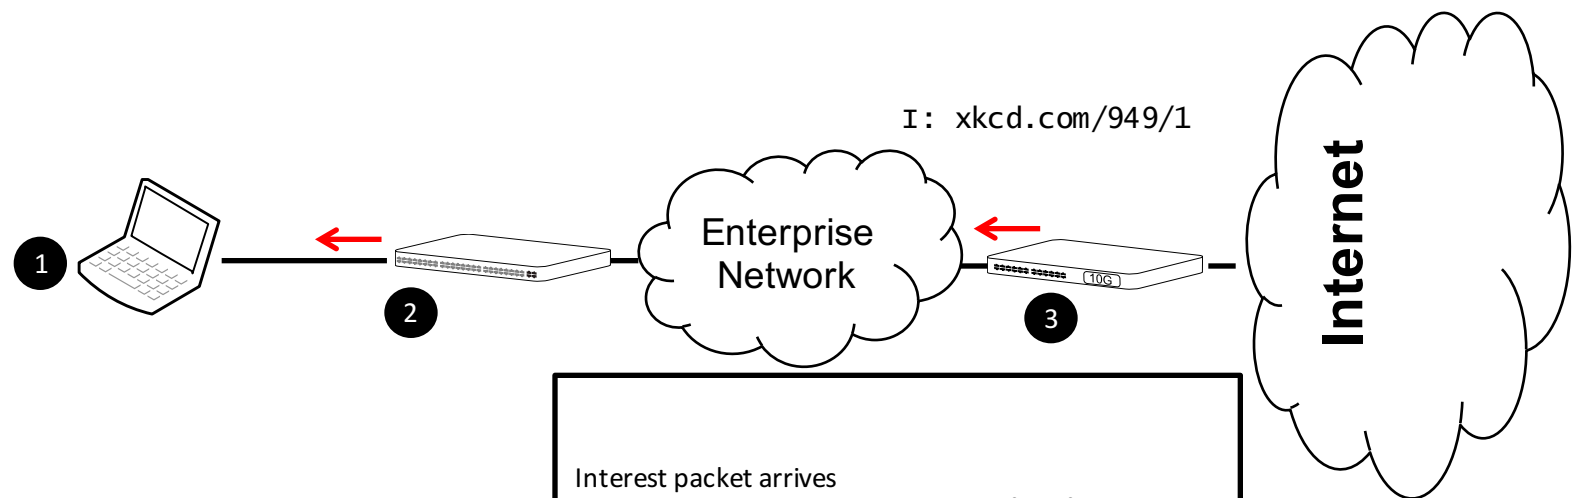 I: xkcd.com/949/1
Enterprise
Network
Internet
1
2
3
10G
Interest packet arrives